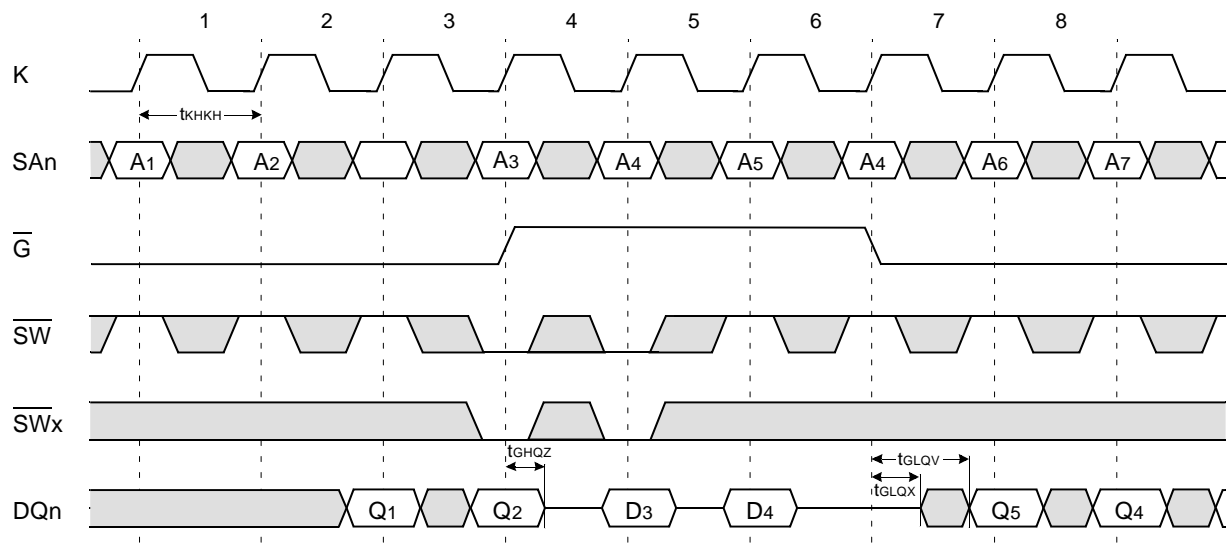 1 2 3 4 5 6 7 8
K
tKHKH
SAn A1 A2 A3 A4 A5 A4 A6 A7
G
SW
SWx
tGHQZ tGLQV
tGLQX
DQn Q1 Q2 D3 D4 Q5 Q4